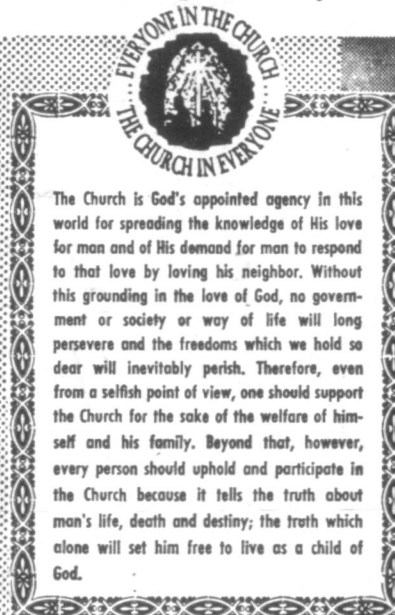 EVERYONE IN THE CHURCH...
THE CHURCH IN EVERYONE...
The Church is God's appointed agency in this
world for spreading the knowledge of His love
for man and of His demand for man to respond
to that love by loving his neighbor. Without
this grounding in the love of God, no govern-
ment or society or way of life will long
persevere and the freedoms which we hold so
dear will inevitably perish. Therefore, even
from a selfish point of view, one should support
the Church for the sake of the welfare of him-
self and his family. Beyond that, however,
every person should uphold and participate in
the Church because it tells the truth about
man's life, death and destiny; the truth which
alone will set him free to live as a child of
God.